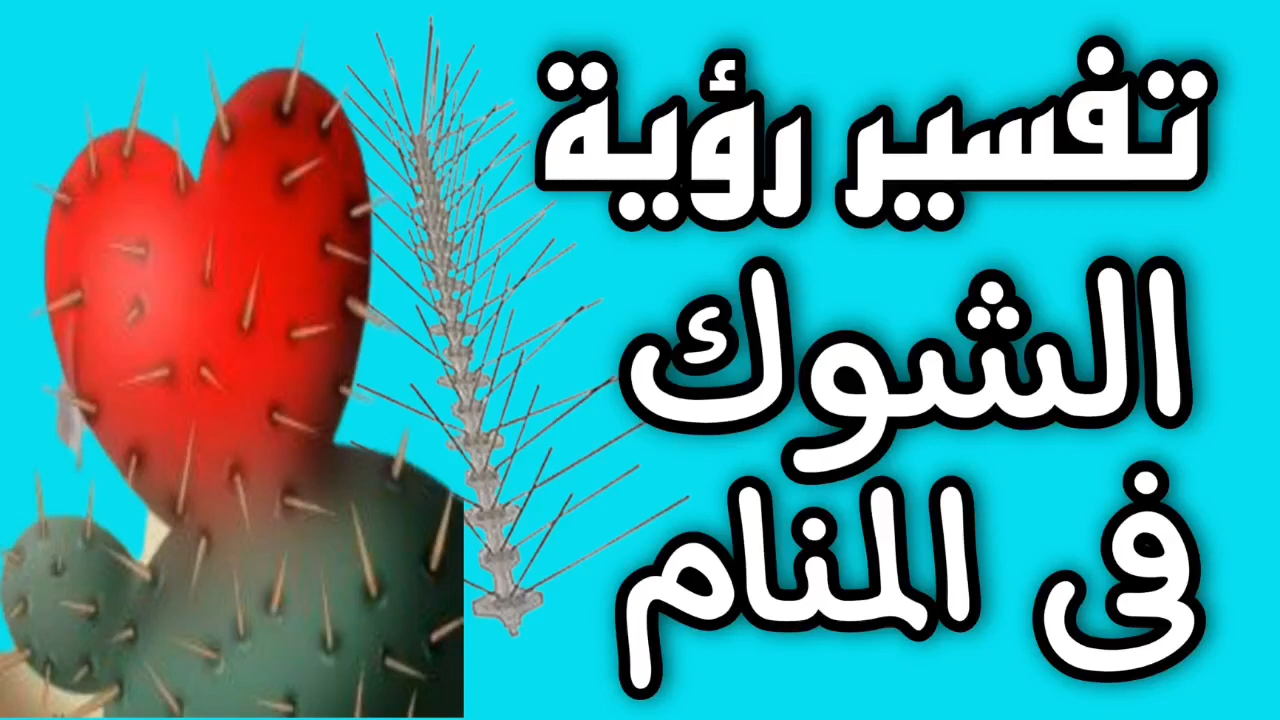 تفسير رؤية
الشوك
فى المنام